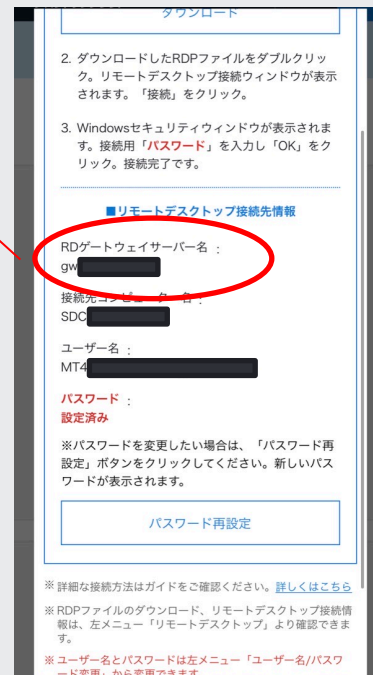 ダウンロード
2. ダウンロードしたRDPファイルをダブルクリッ
ク。リモートデスクトップ接続ウィンドウが表示
されます。「接続」をクリック。
3. Windowsセキュリティウィンドウが表示されま
す。接続用「パスワード」を入力し「OK」をク
リック。接続完了です。
■リモートデスクトップ接続先情報
RDゲートウェイサーバー名 :
gw
接続先コンピューター名 :
SDC
ユーザー名 :
MT4
パスワード :
設定済み
※パスワードを変更したい場合は、「パスワード再
設定」ボタンをクリックしてください。新しいパス
ワードが表示されます。
パスワード再設定
※ 詳細な接続方法はガイドをご確認ください。詳しくはこちら
※ RDPファイルのダウンロード、リモートデスクトップ接続情
報は、左メニュー「リモートデスクトップ」より確認できま
す。
※ ユーザー名とパスワードは左メニュー「ユーザー名/パスワ
ード変更」から変更できます